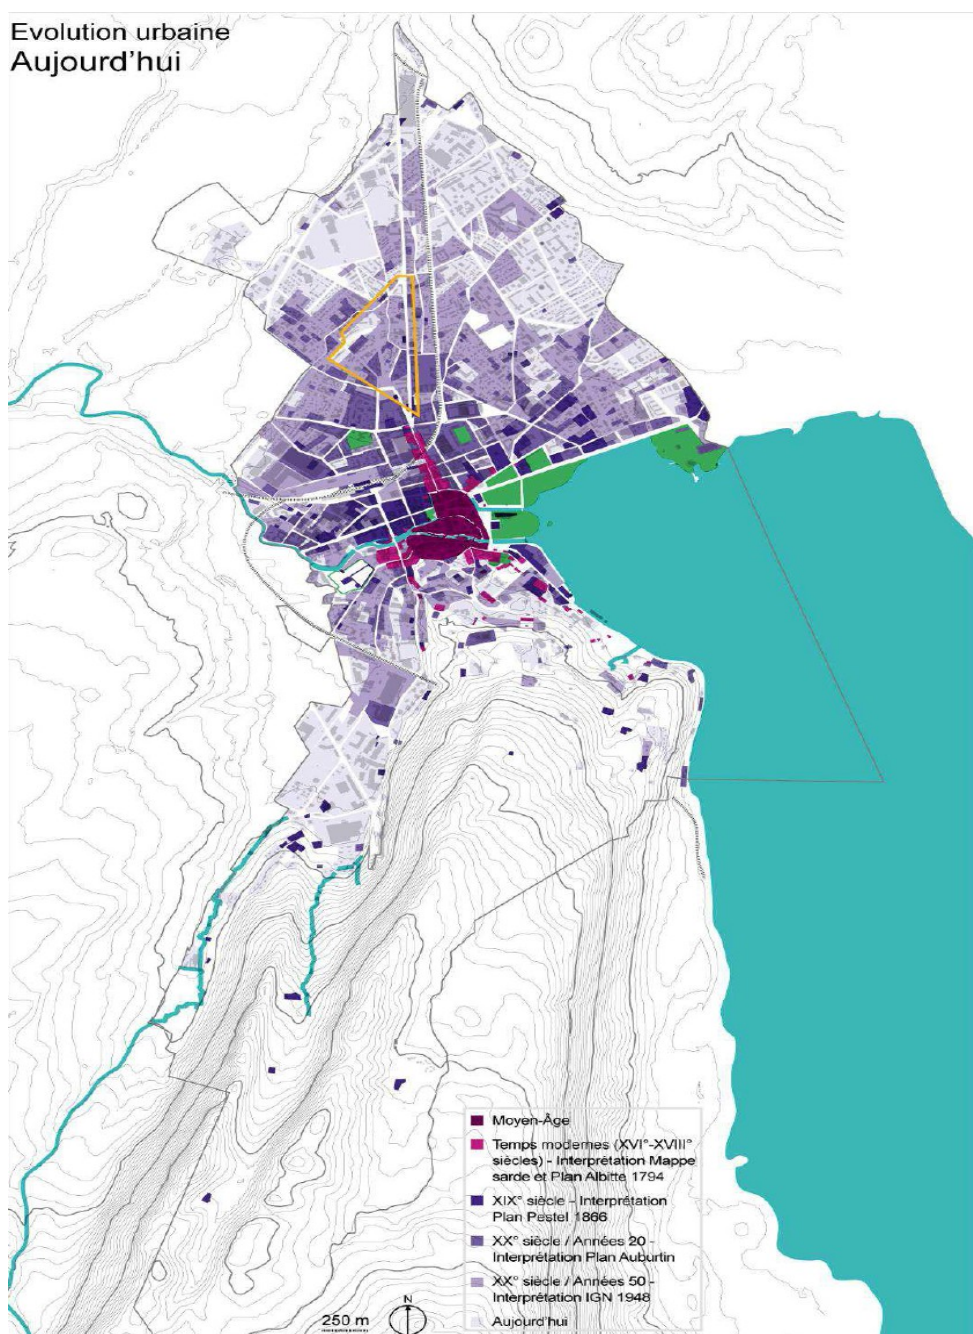 Evolution urbaine
Aujourd'hui
Moyen-Âge
Temps modernes (XVI°-XVIII°
siècles) - Interprétation Mappe
sarde et Plan Albitte 1794
XIX° siècle - Interprétation
Plan Pestel 1866
XX° siècle / Années 20 -
Interprétation Plan Auburtin
XX° siècle / Années 50 -
Interprétation IGN 1948
Aujourd'hui
250 m
N